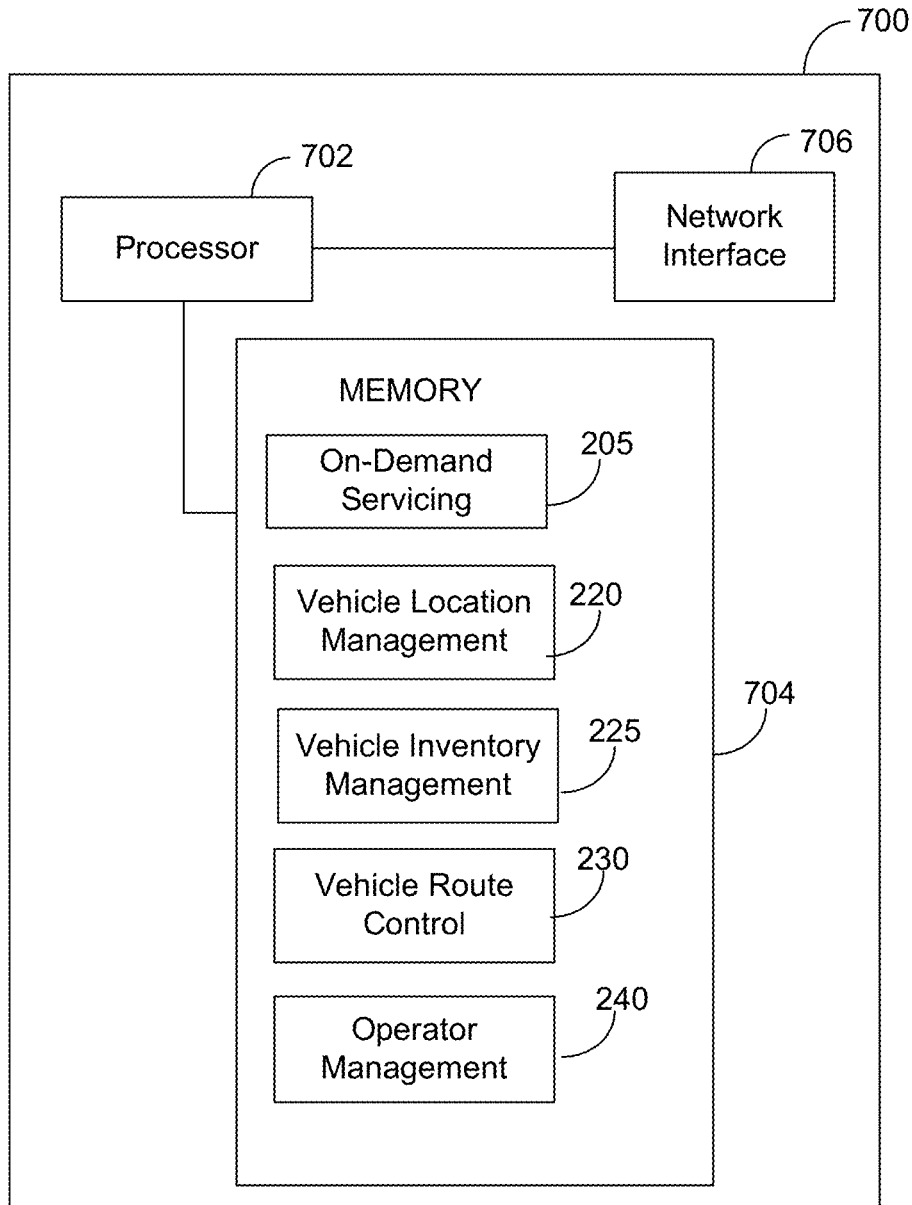 700
702
706
Processor
Network
Interface
MEMORY
On-Demand
Servicing
205
Vehicle Location
Management
220
704
Vehicle Inventory
Management
225
Vehicle Route
Control
230
Operator
Management
240